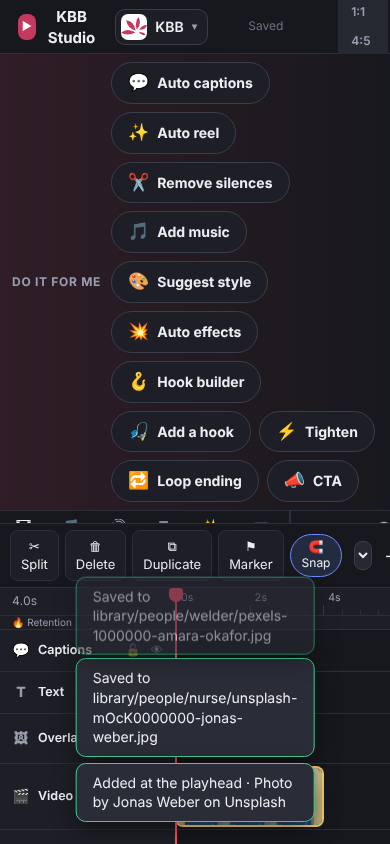 KBB
Studio
KBB
Saved
1:1
4:5
Auto captions
Auto reel
Remove silences
Add music
DO IT FOR ME
Suggest style
Auto effects
Hook builder
Add a hook
Tighten
Loop ending
CTA
Split
Delete
Duplicate
Marker
Snap
4.0s
2s
4s
Retention
Captions
Text
Overla
Video
Saved to
library/people/welder/pexels-
1000000-amara-okafor.jpg
Saved to
library/people/nurse/unsplash-
mOcK0000000-jonas-
weber.jpg
Added at the playhead · Photo
by Jonas Weber on Unsplash